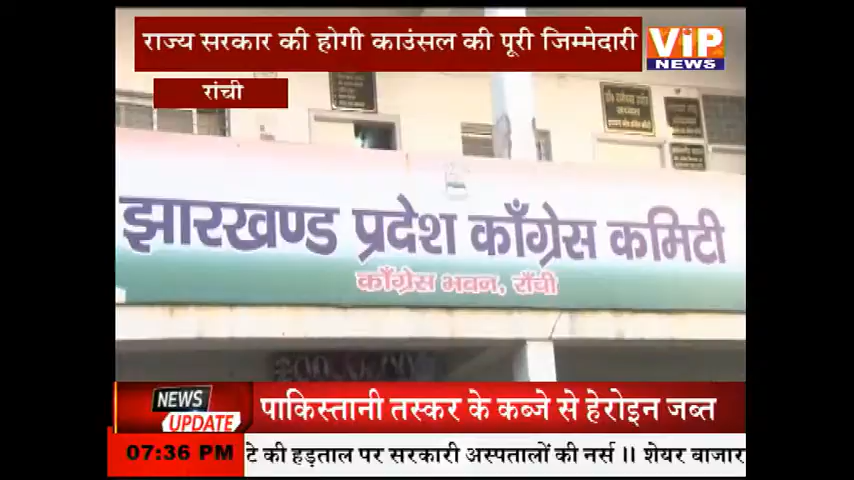 राज्य सरकार की होगी काउंसल की पूरी जिम्मेदारी
VIP
NEWS
रांची
झारखण्ड प्रदेश काँग्रेस कमिटी
काँग्रेस भवन, राँची
NEWS
UPDATE
पाकिस्तानी तस्कर के कब्जे से हेरोइन जब्त
07:36 PM
टे की हड़ताल पर सरकारी अस्पतालों की नर्स || शेयर बाजार